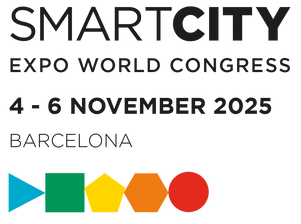 SMARTCITY
EXPO WORLD CONGRESS
4 - 6 NOVEMBER 2025
BARCELONA